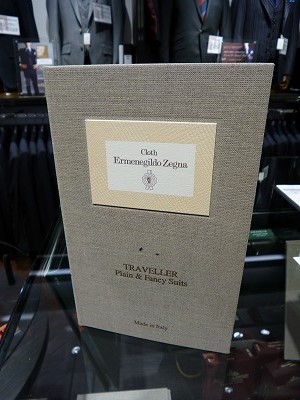 Cloth
Ermenegildo Zegna
TRAVELLER
Plain & Fancy Suits
Made in Italy